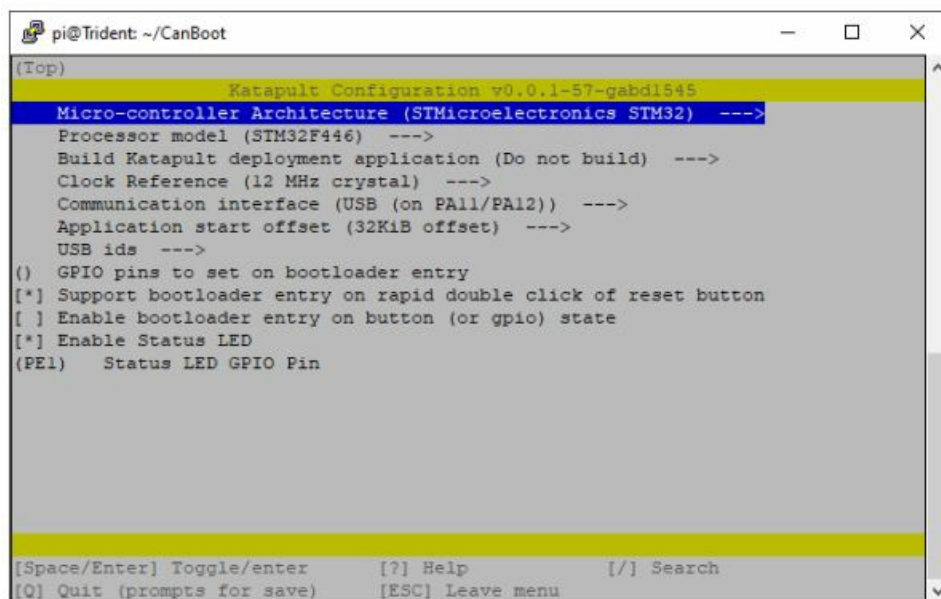 pi@Trident: ~/CanBoot
(Top)
Katapult Configuration v0.0.1-57-gabd1545
Micro-controller Architecture (STMicroelectronics STM32)  --->
Processor model (STM32F446)  --->
Build Katapult deployment application (Do not build)  --->
Clock Reference (12 MHz crystal)  --->
Communication interface (USB (on PA11/PA12))  --->
Application start offset (32KiB offset)  --->
USB ids  --->
()  GPIO pins to set on bootloader entry
[*] Support bootloader entry on rapid double click of reset button
[ ] Enable bootloader entry on button (or gpio) state
[*] Enable Status LED
(PE1)   Status LED GPIO Pin
[Space/Enter] Toggle/enter      [?] Help            [/] Search
[Q] Quit (prompts for save)     [ESC] Leave menu